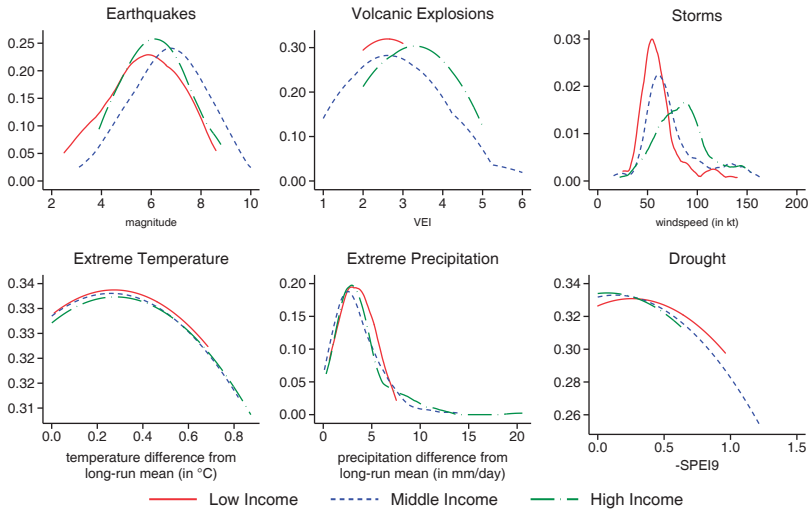 Earthquakes
0.25
0.20
0.15
0.10
0.05
0.00
2 4 6 8 10
magnitude
Volcanic Explosions
0.30
0.20
0.10
0.00
1 2 3 4 5 6
VEI
Storms
0.03
0.02
0.01
0.00
0 50 100 150 200
windspeed (in kt)
Extreme Temperature
0.34
0.33
0.33
0.32
0.32
0.31
0.0 0.2 0.4 0.6 0.8
temperature difference from
long-run mean (in °C)
Extreme Precipitation
0.20
0.15
0.10
0.05
0.00
0 5 10 15 20
precipitation difference from
long-run mean (in mm/day)
Drought
0.34
0.32
0.30
0.28
0.26
0.0 0.5 1.0 1.5
-SPEI9
Low Income Middle Income High Income